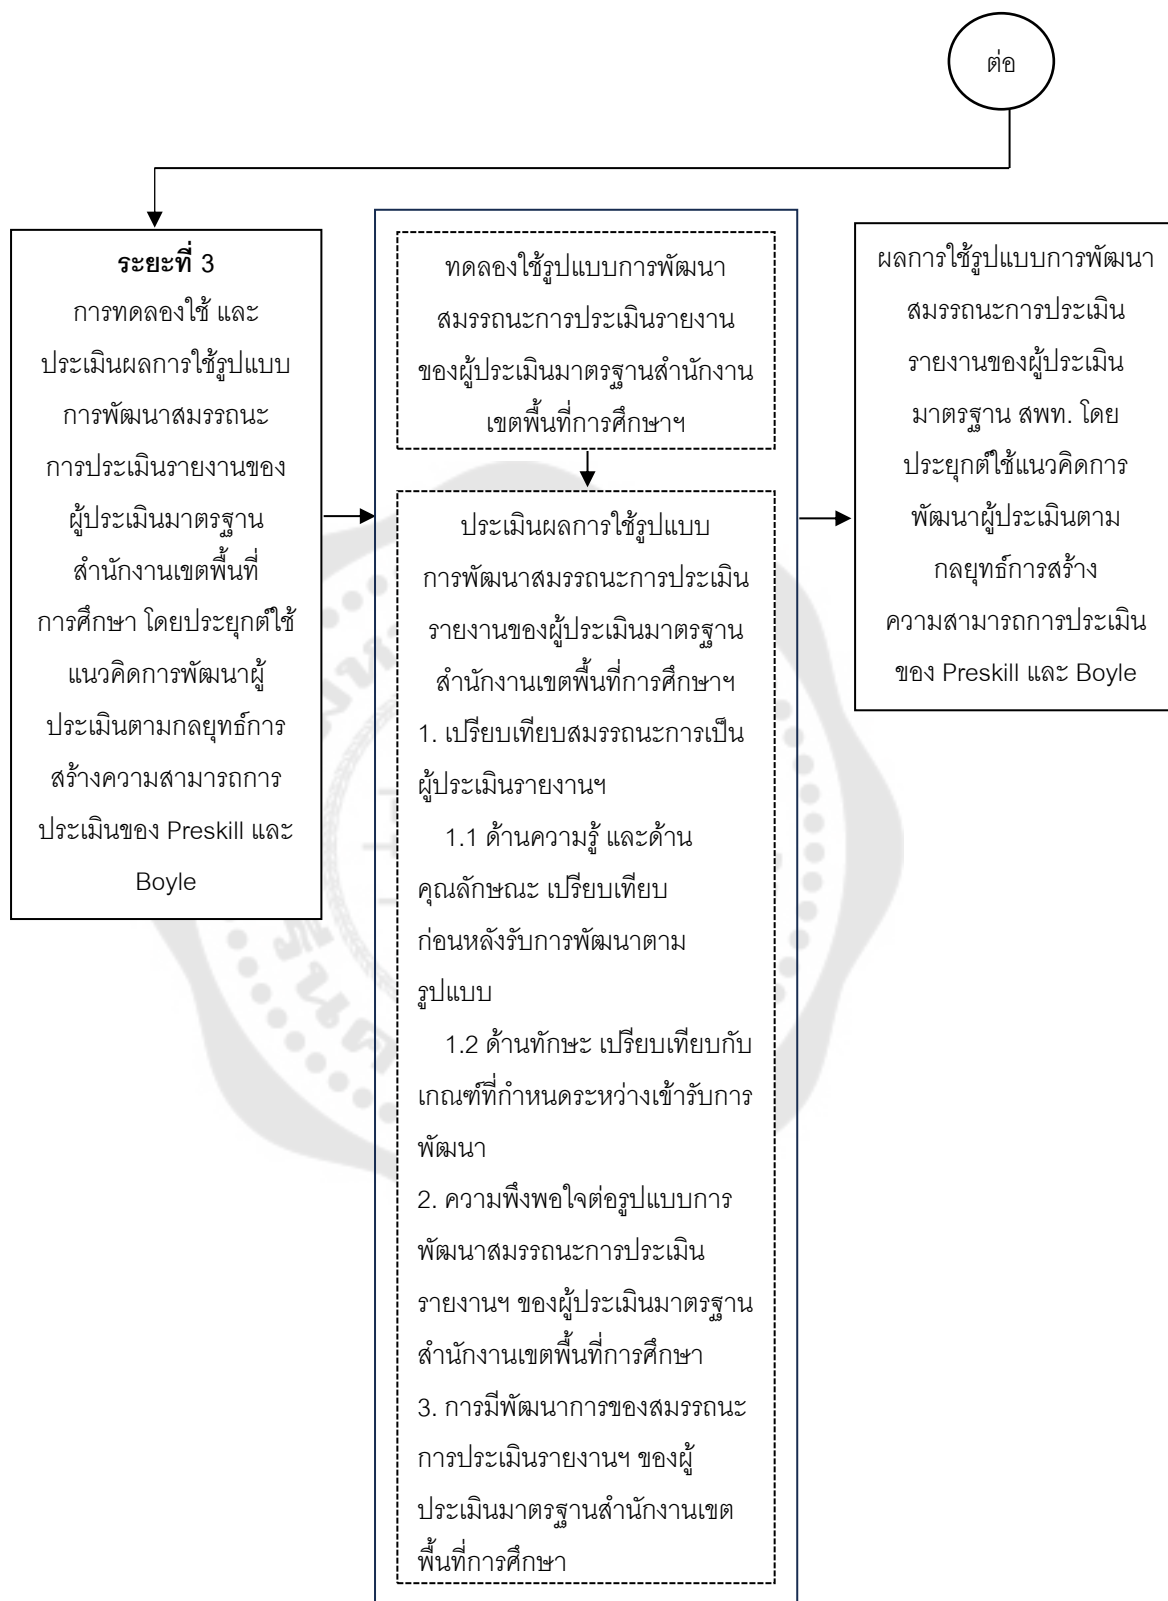 ต่อ
ระยะที่ 3
การทดลองใช้ และ
ประเมินผลการใช้รูปแบบ
การพัฒนาสมรรถนะ
การประเมินรายงานของ
ผู้ประเมินมาตรฐาน
สำนักงานเขตพื้นที่
การศึกษา โดยประยุกต์ใช้
แนวคิดการพัฒนาผู้
ประเมินตามกลยุทธ์การ
สร้างความสามารถการ
ประเมินของ Preskill และ
Boyle
ทดลองใช้รูปแบบการพัฒนา
สมรรถนะการประเมินรายงาน
ของผู้ประเมินมาตรฐานสำนักงาน
เขตพื้นที่การศึกษาฯ
ประเมินผลการใช้รูปแบบ
การพัฒนาสมรรถนะการประเมิน
รายงานของผู้ประเมินมาตรฐาน
สำนักงานเขตพื้นที่การศึกษาฯ
1. เปรียบเทียบสมรรถนะการเป็น
ผู้ประเมินรายงานฯ
1.1 ด้านความรู้ และด้าน
คุณลักษณะ เปรียบเทียบ
ก่อนหลังรับการพัฒนาตาม
รูปแบบ
1.2 ด้านทักษะ เปรียบเทียบกับ
เกณฑ์ที่กำหนดระหว่างเข้ารับการ
พัฒนา
2. ความพึงพอใจต่อรูปแบบการ
พัฒนาสมรรถนะการประเมิน
รายงานฯ ของผู้ประเมินมาตรฐาน
สำนักงานเขตพื้นที่การศึกษา
3. การมีพัฒนาการของสมรรถนะ
การประเมินรายงานฯ ของผู้
ประเมินมาตรฐานสำนักงานเขต
พื้นที่การศึกษา
ผลการใช้รูปแบบการพัฒนา
สมรรถนะการประเมิน
รายงานของผู้ประเมิน
มาตรฐาน สพท. โดย
ประยุกต์ใช้แนวคิดการ
พัฒนาผู้ประเมินตาม
กลยุทธ์การสร้าง
ความสามารถการประเมิน
ของ Preskill และ Boyle